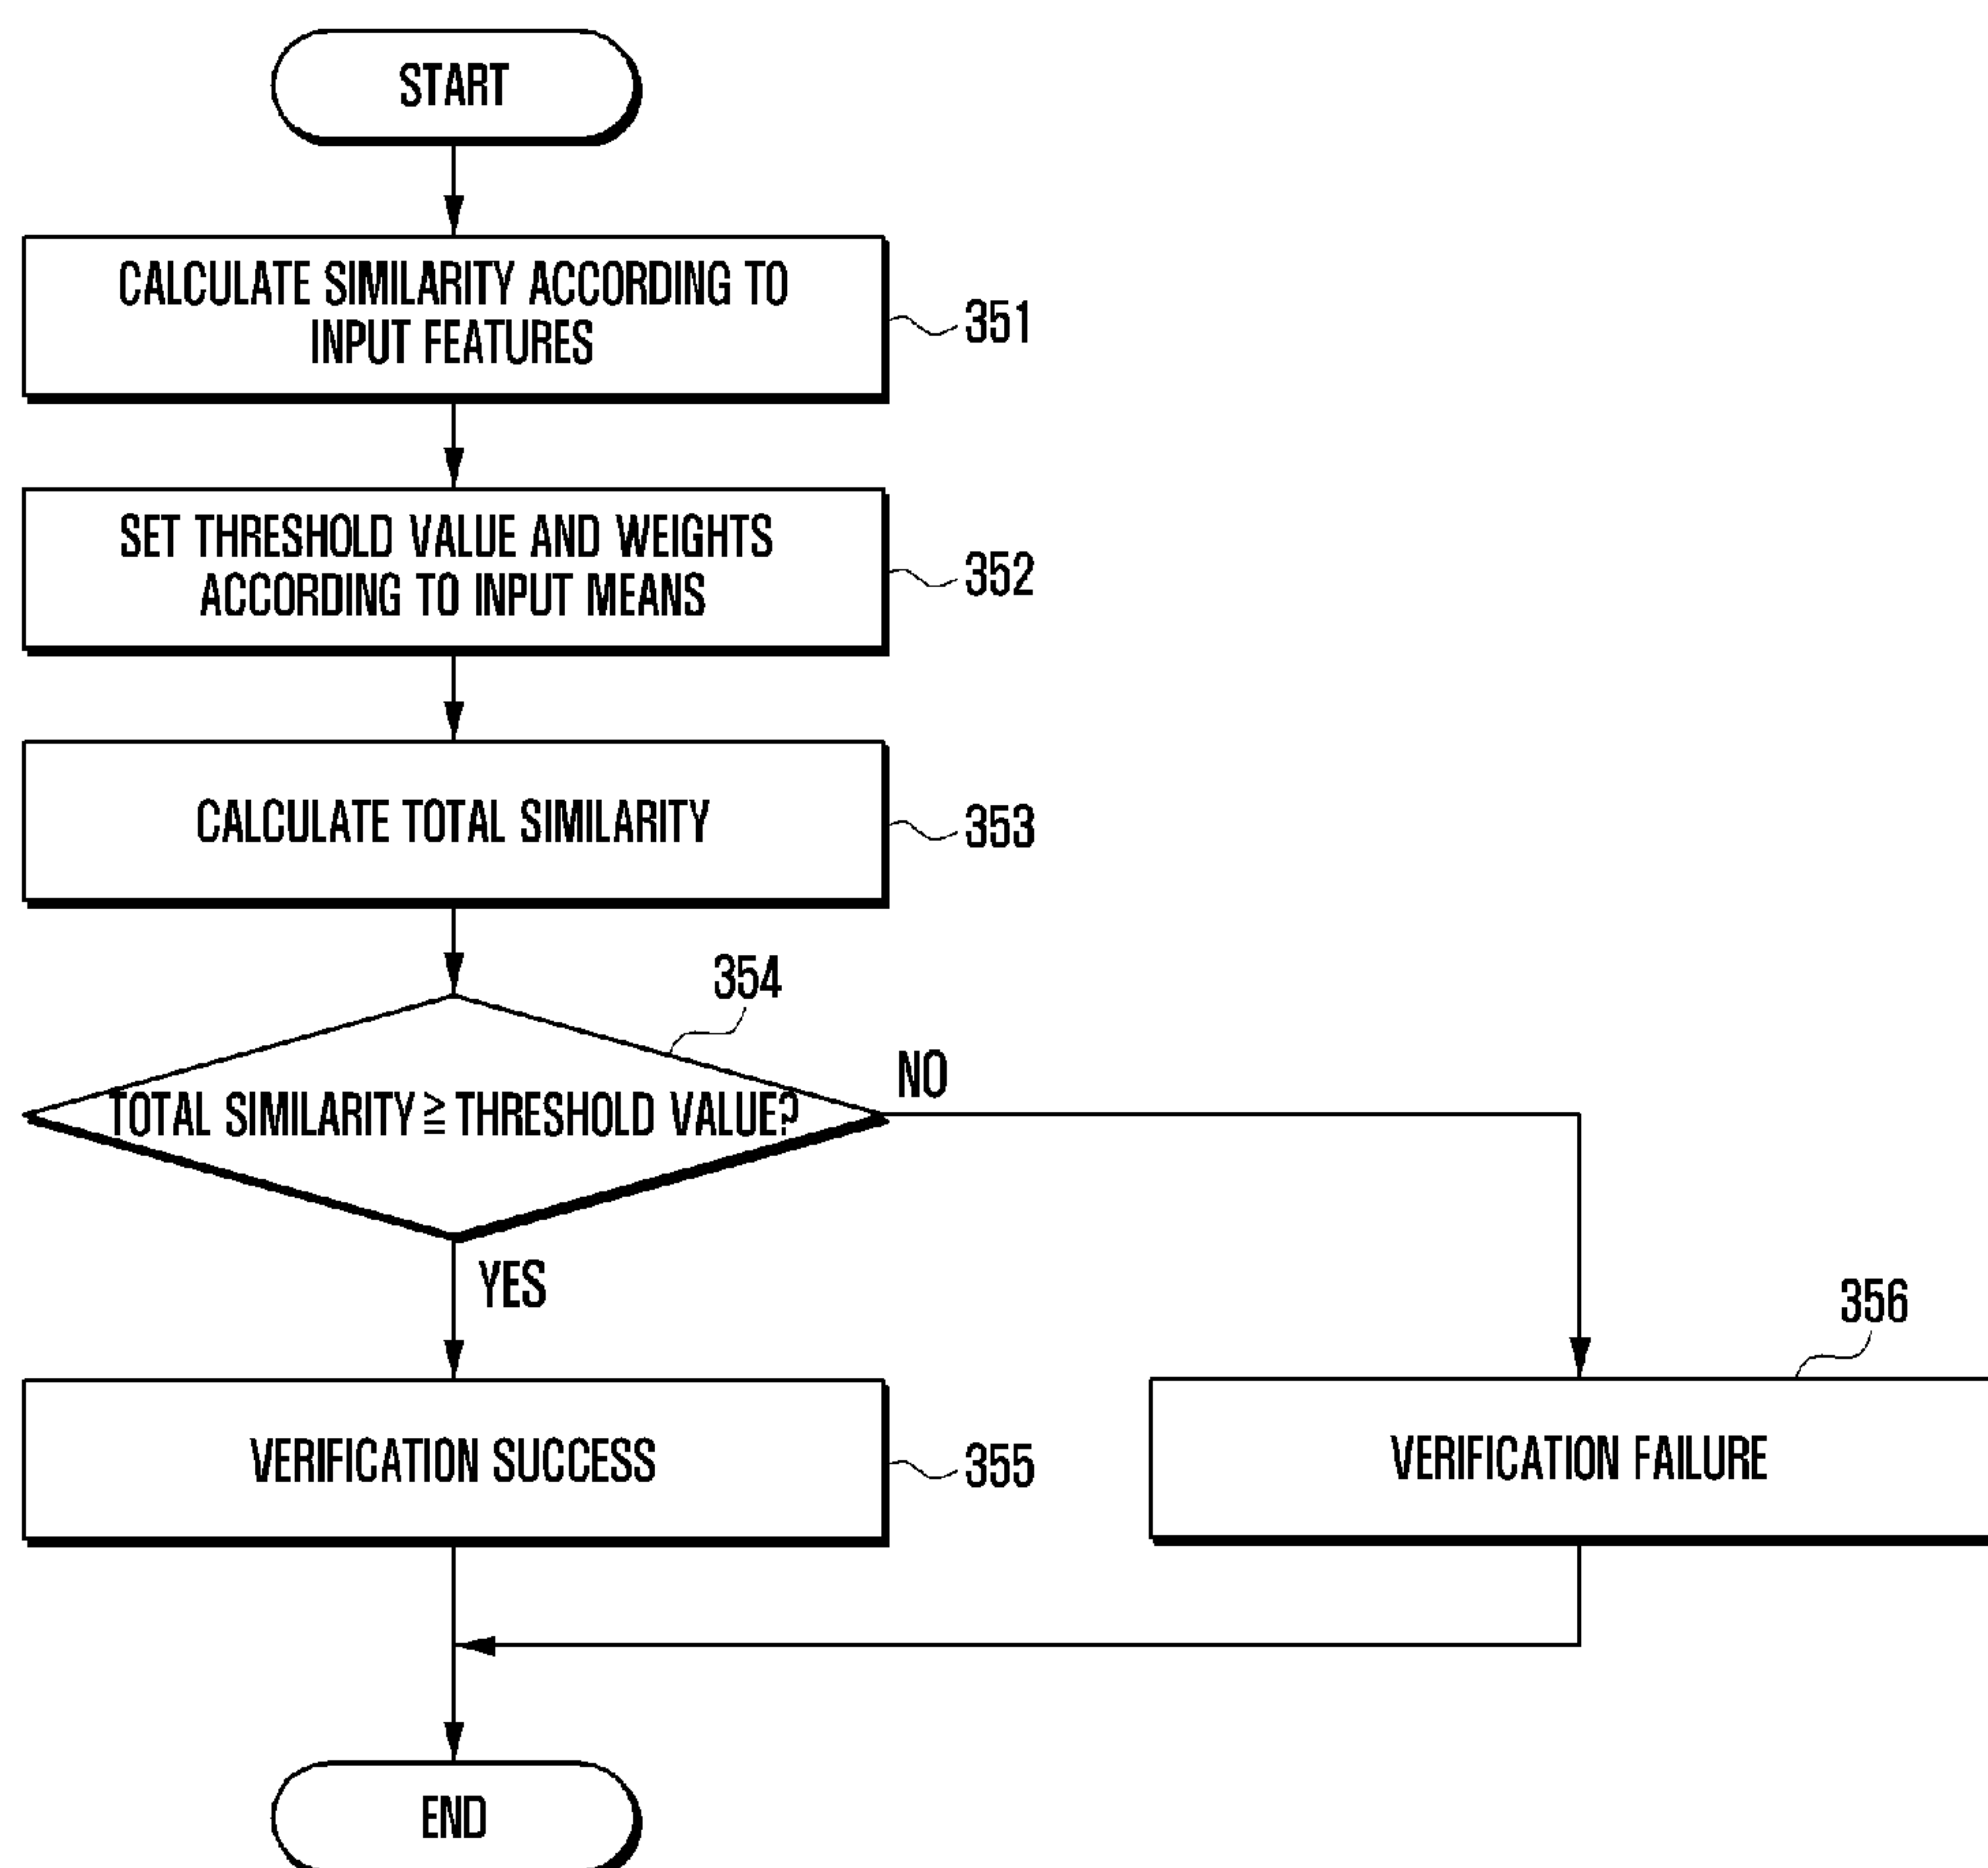 START
CALCULATE SIMILARITY ACCORDING TO
INPUT FEATURES
351
SET THRESHOLD VALUE AND WEIGHTS
ACCORDING TO INPUT MEANS
352
CALCULATE TOTAL SIMILARITY
353
354
TOTAL SIMILARITY ≧ THRESHOLD VALUE?
NO
YES
356
VERIFICATION SUCCESS
355
VERIFICATION FAILURE
END